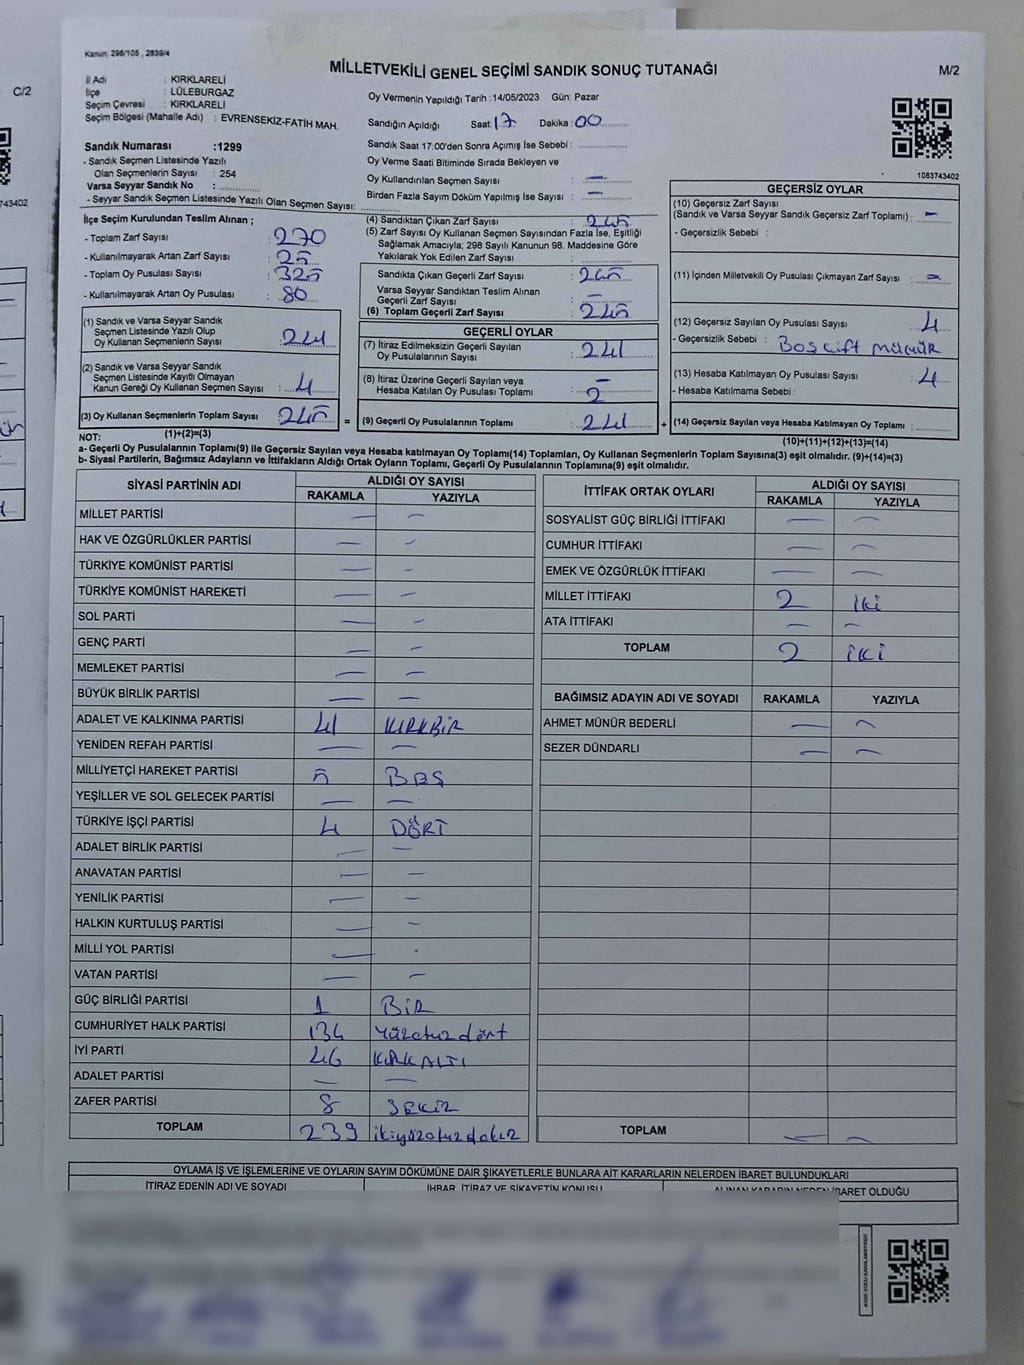 Kanun: 298/105 , 2839/4
MİLLETVEKİLİ GENEL SEÇİMİ SANDIK SONUÇ TUTANAĞI
M/2
C/2
İl Adı : KIRKLARELİ
İlçe : LÜLEBURGAZ
Seçim Çevresi : KIRKLARELİ
Seçim Bölgesi (Mahalle Adı) : EVRENSEKİZ-FATİH MAH.
Oy Vermenin Yapıldığı Tarih : 14/05/2023 Gün: Pazar
Sandığın Açıldığı Saat: 17 Dakika: 00
Sandık Numarası :1299
- Sandık Seçmen Listesinde Yazılı
Olan Seçmenlerin Sayısı : 254
Varsa Seyyar Sandık No :
- Seyyar Sandık Seçmen Listesinde Yazılı Olan Seçmen Sayısı:
Sandık Saat 17:00'den Sonra Açımış İse Sebebi :
Oy Verme Saati Bitiminde Sırada Bekleyen ve
Oy Kullandırılan Seçmen Sayısı : —
Birden Fazla Sayım Döküm Yapılmış İse Sayısı : —
1083743402
743402
İlçe Seçim Kurulundan Teslim Alınan ;
- Toplam Zarf Sayısı : 270
- Kullanılmayarak Artan Zarf Sayısı : 25
- Toplam Oy Pusulası Sayısı : 325
- Kullanılmayarak Artan Oy Pusulası : 80
(1) Sandık ve Varsa Seyyar Sandık
Seçmen Listesinde Yazılı Olup
Oy Kullanan Seçmen Sayısı : 241
(2) Sandık ve Varsa Seyyar Sandık
Seçmen Listesinde Kayıtlı Olmayan
Kanun Gereği Oy Kullanan Seçmen Sayısı : 4
(3) Oy Kullanan Seçmenlerin Toplam Sayısı : 245 =
(1)+(2)=(3)
(4) Sandıktan Çıkan Zarf Sayısı : 245
(5) Zarf Sayısı Oy Kullanan Seçmen Sayısından Fazla İse, Eşitliği
Sağlamak Amacıyla; 298 Sayılı Kanunun 98. Maddesine Göre
Yakılarak Yok Edilen Zarf Sayısı :
Sandıkta Çıkan Geçerli Zarf Sayısı : 245
Varsa Seyyar Sandıktan Teslim Alınan
Geçerli Zarf Sayısı : —
(6) Toplam Geçerli Zarf Sayısı : 245
GEÇERLİ OYLAR
(7) İtiraz Edilmeksizin Geçerli Sayılan
Oy Pusulalarının Sayısı : 241
(8) İtiraz Üzerine Geçerli Sayılan veya
Hesaba Katılan Oy Pusulası Toplamı : —
(9) Geçerli Oy Pusulalarının Toplamı : 241 +
GEÇERSİZ OYLAR
(10) Geçersiz Zarf Sayısı
(Sandık ve Varsa Seyyar Sandık Geçersiz Zarf Toplamı) : —
- Geçersizlik Sebebi :
(11) İçinden Milletvekili Oy Pusulası Çıkmayan Zarf Sayısı : —
(12) Geçersiz Sayılan Oy Pusulası Sayısı : 4
- Geçersizlik Sebebi : Boş çift mühür
(13) Hesaba Katılmayan Oy Pusulası Sayısı : 4
- Hesaba Katılmama Sebebi :
(14) Geçersiz Sayılan veya Hesaba Katılmayan Oy Toplamı :
(10)+(11)+(12)+(13)=(14)
NOT:
a- Geçerli Oy Pusulalarının Toplamı(9) ile Geçersiz Sayılan veya Hesaba katılmayan Oy Toplamı(14) Toplamları, Oy Kullanan Seçmenlerin Toplam Sayısına(3) eşit olmalıdır. (9)+(14)=(3)
b- Siyasi Partilerin, Bağımsız Adayların ve İttifakların Aldığı Ortak Oyların Toplamı, Geçerli Oy Pusulalarının Toplamına(9) eşit olmalıdır.
SİYASİ PARTİNİN ADI ALDIĞI OY SAYISI
RAKAMLA YAZIYLA
MİLLET PARTİSİ — —
HAK VE ÖZGÜRLÜKLER PARTİSİ — —
TÜRKİYE KOMÜNİST PARTİSİ — —
TÜRKİYE KOMÜNİST HAREKETİ — —
SOL PARTİ — —
GENÇ PARTİ — —
MEMLEKET PARTİSİ — —
BÜYÜK BİRLİK PARTİSİ — —
ADALET VE KALKINMA PARTİSİ 41 KIRKBİR
YENİDEN REFAH PARTİSİ — —
MİLLİYETÇİ HAREKET PARTİSİ 5 BEŞ
YEŞİLLER VE SOL GELECEK PARTİSİ — —
TÜRKİYE İŞÇİ PARTİSİ 4 DÖRT
ADALET BİRLİK PARTİSİ — —
ANAVATAN PARTİSİ — —
YENİLİK PARTİSİ — —
HALKIN KURTULUŞ PARTİSİ — —
MİLLİ YOL PARTİSİ —
VATAN PARTİSİ — —
GÜÇ BİRLİĞİ PARTİSİ 1 BİR
CUMHURİYET HALK PARTİSİ 134 Yüzotuzdört
İYİ PARTİ 46 KIRKALTI
ADALET PARTİSİ — —
ZAFER PARTİSİ 8 SEKİZ
TOPLAM 239 ikiyüzotuzdokuz
İTTİFAK ORTAK OYLARI ALDIĞI OY SAYISI
RAKAMLA YAZIYLA
SOSYALİST GÜÇ BİRLİĞİ İTTİFAKI — —
CUMHUR İTTİFAKI — —
EMEK VE ÖZGÜRLÜK İTTİFAKI — —
MİLLET İTTİFAKI 2 İki
ATA İTTİFAKI — —
TOPLAM 2 İKİ
BAĞIMSIZ ADAYIN ADI VE SOYADI RAKAMLA YAZIYLA
AHMET MÜNÜR BEDERLİ — —
SEZER DÜNDARLI — —
TOPLAM — —
OYLAMA İŞ VE İŞLEMLERİNE VE OYLARIN SAYIM DÖKÜMÜNE DAİR ŞİKAYETLERLE BUNLARA AİT KARARLARIN NELERDEN İBARET BULUNDUKLARI
İTİRAZ EDENİN ADI VE SOYADI İHBAR, İTİRAZ VE ŞİKAYETİN KONUSU ALINAN KARARIN NEDEN İBARET OLDUĞU